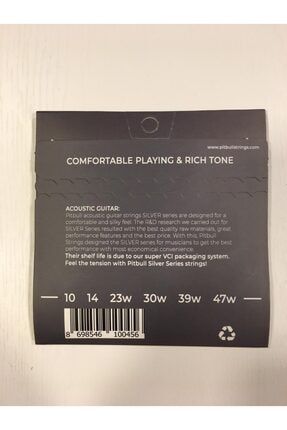 www.pitbullstrings.com
COMFORTABLE PLAYING & RICH TONE
ACOUSTIC GUITAR:
Pitbull acoustic guitar strings SILVER series are designed for a
comfortable and silky feel. The R&D research we carried out for
SILVER Series resulted with the best quality raw materials, great
performance features and the best price. With this, Pitbull
Strings designed the SILVER series for musicians to get the best
performance with most economical convenience.
Their shelf life is due to our super VCI packaging system.
Feel the tension with Pitbull Silver Series strings!
10 14 23w 30w 39w 47w
8 698546 100456